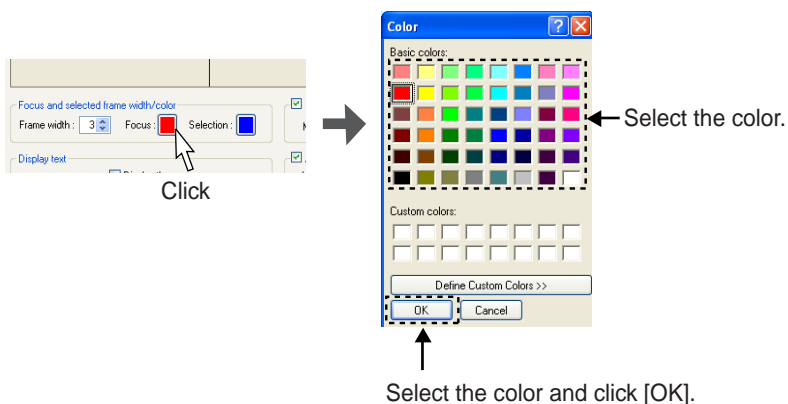 Focus and selected frame width/color
Frame width : 3 Focus : Selection :
Display text
Click
Color
Basic colors:
Select the color.
Custom colors:
Define Custom Colors >>
OK Cancel
Select the color and click [OK].